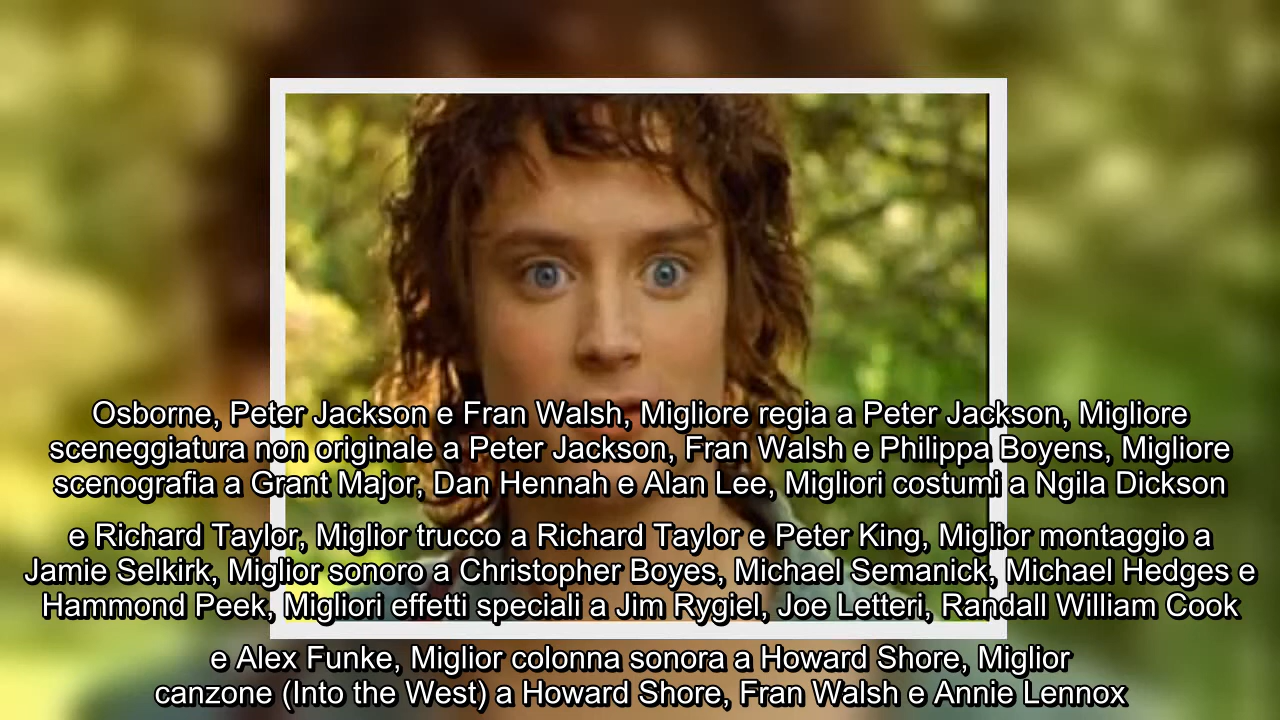 Osborne, Peter Jackson e Fran Walsh, Migliore regia a Peter Jackson, Migliore
sceneggiatura non originale a Peter Jackson, Fran Walsh e Philippa Boyens, Migliore
scenografia a Grant Major, Dan Hennah e Alan Lee, Migliori costumi a Ngila Dickson
e Richard Taylor, Miglior trucco a Richard Taylor e Peter King, Miglior montaggio a
Jamie Selkirk, Miglior sonoro a Christopher Boyes, Michael Semanick, Michael Hedges e
Hammond Peek, Migliori effetti speciali a Jim Rygiel, Joe Letteri, Randall William Cook
e Alex Funke, Miglior colonna sonora a Howard Shore, Miglior
canzone (Into the West) a Howard Shore, Fran Walsh e Annie Lennox